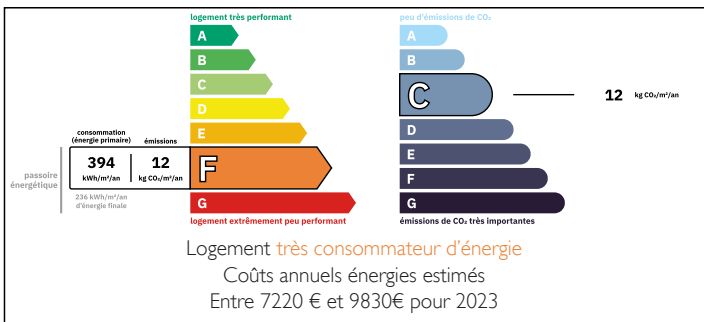 logement très performant
A
B
C
D
E
consommation
(énergie primaire)
émissions
passoire
énergétique
394
kWh/m²/an
12
kg CO₂/m²/an
F
236 kWh/m²/an
d'énergie finale
G
logement extrêmement peu performant
peu d'émissions de CO₂
A
B
C
12 kg CO₂/m²/an
D
E
F
G
émissions de CO₂ très importantes
Logement très consommateur d'énergie
Coûts annuels énergies estimés
Entre 7220 € et 9830€ pour 2023